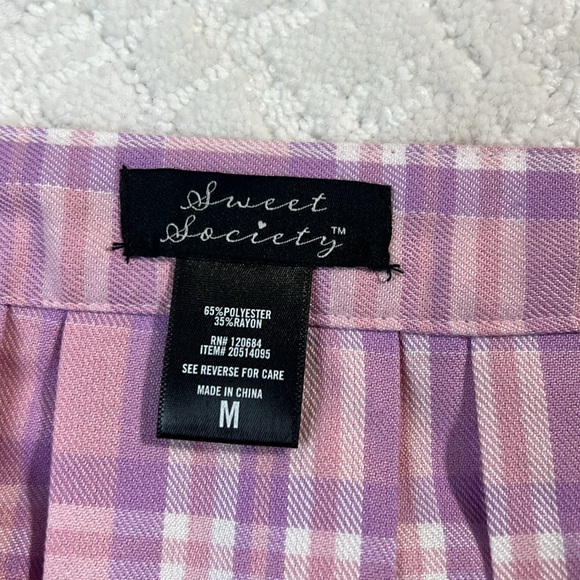 Sweet
Society™
65%POLYESTER
35%RAYON
RN# 120684
ITEM# 20514095
SEE REVERSE FOR CARE
MADE IN CHINA
M